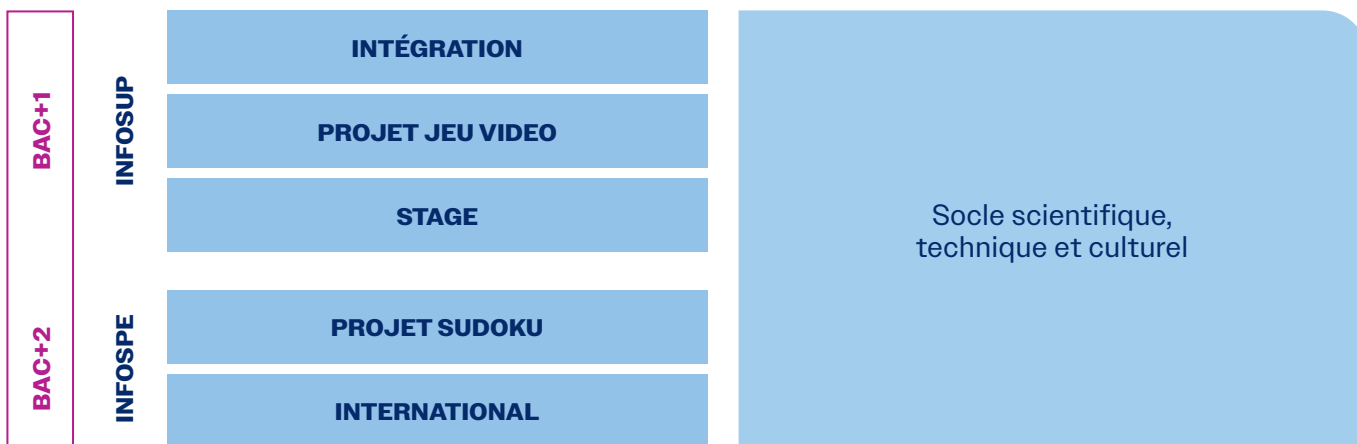 BAC+1
INFOSUP
INTÉGRATION
PROJET JEU VIDEO
STAGE
BAC+2
INFOSPE
PROJET SUDOKU
INTERNATIONAL
Socle scientifique,
technique et culturel